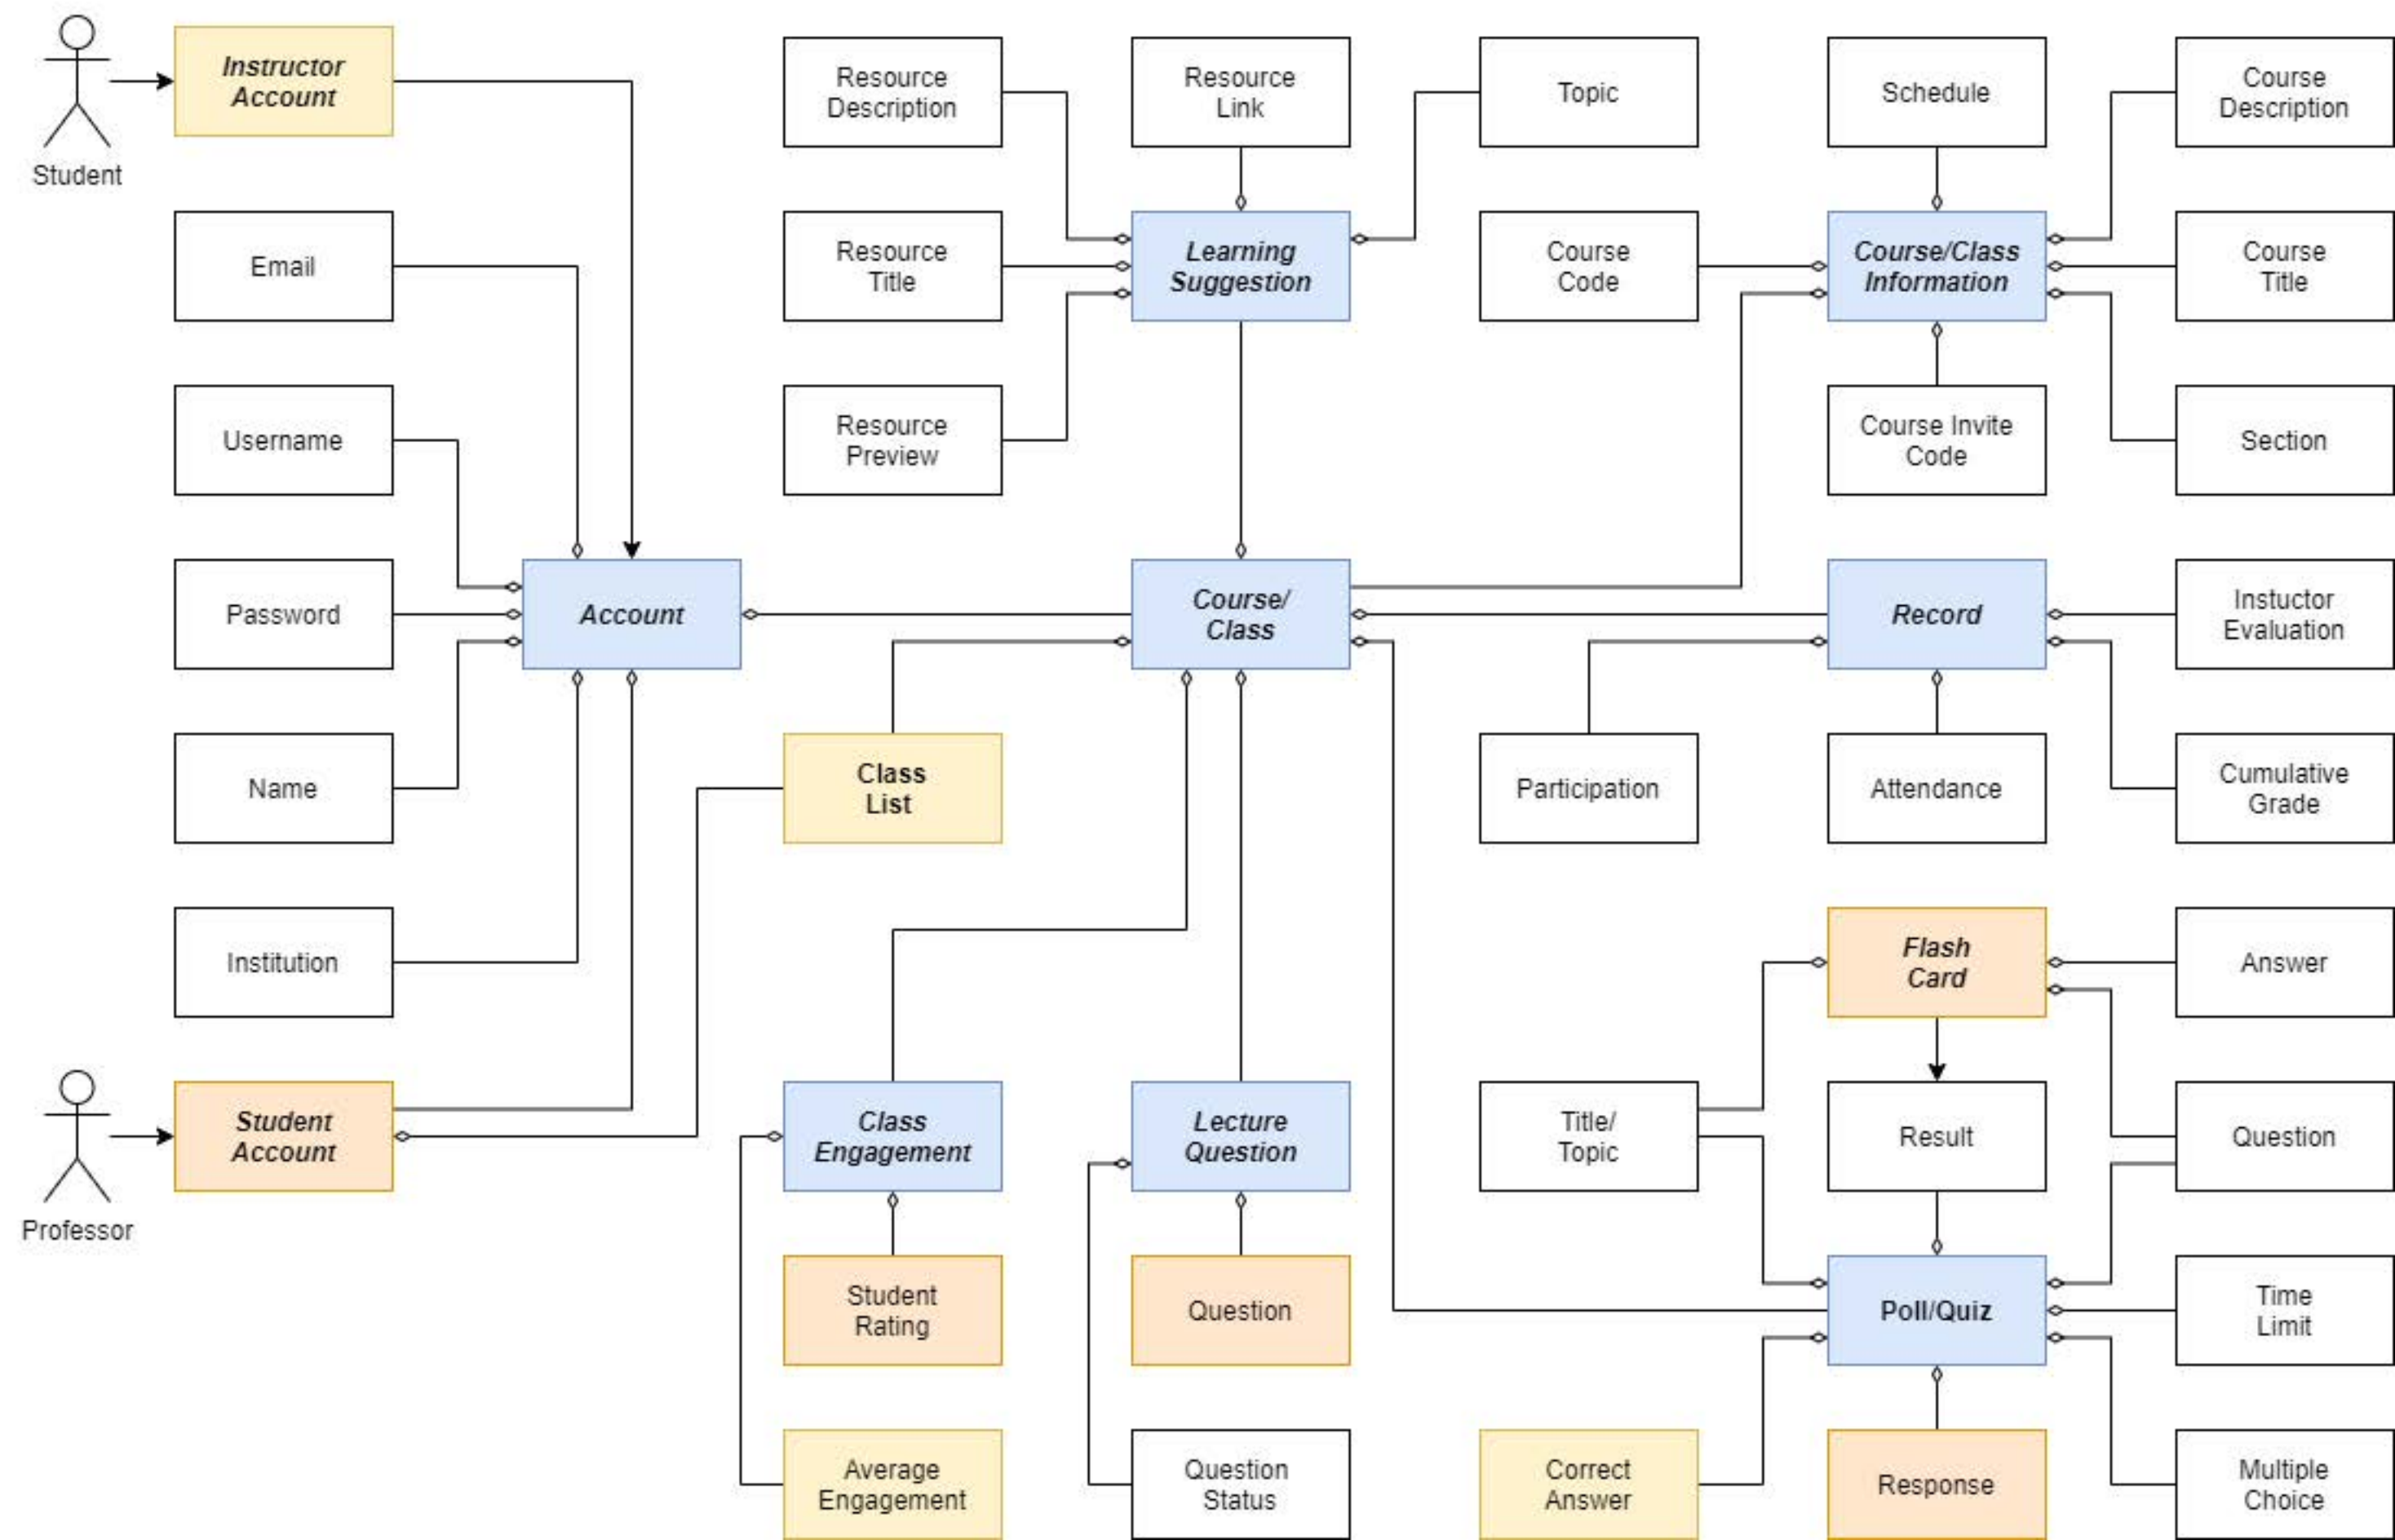 Instructor
Account
Student
Resource
Description
Resource
Link
Topic
Schedule
Course
Description
Email
Resource
Title
Learning
Suggestion
Course
Code
Course/Class
Information
Course
Title
Username
Resource
Preview
Course Invite
Code
Section
Password
Account
Course/
Class
Record
Instuctor
Evaluation
Name
Class
List
Participation
Attendance
Cumulative
Grade
Institution
Flash
Card
Answer
Professor
Student
Account
Class
Engagement
Lecture
Question
Title/
Topic
Result
Question
Student
Rating
Question
Poll/Quiz
Time
Limit
Average
Engagement
Question
Status
Correct
Answer
Response
Multiple
Choice